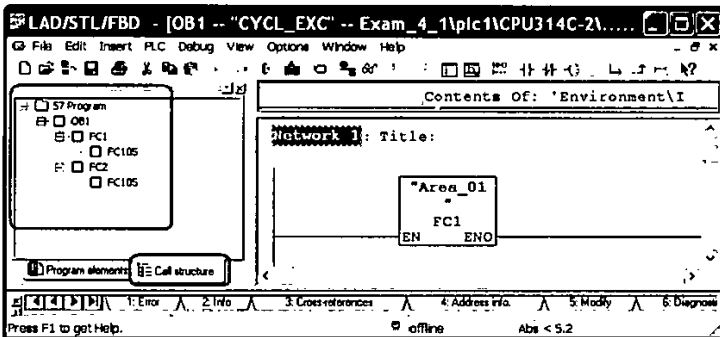 LAD/STL/FBD - [OB1 -- "CYCL_EXC" -- Exam_4_1\plc1\CPU314C-2\.....
File Edit Insert PLC Debug View Options Window Help
Contents Of: 'Environment\I
S7 Program
OB1
FC1
FC105
FC2
FC105
Network 1: Title:
"Area_01
"
FC1
EN ENO
Program elements Call structure
1: Error 2: Info 3: Cross-references 4: Address info. 5: Modify 6: Diagnosi
Press F1 to get Help. offline Abs < 5.2